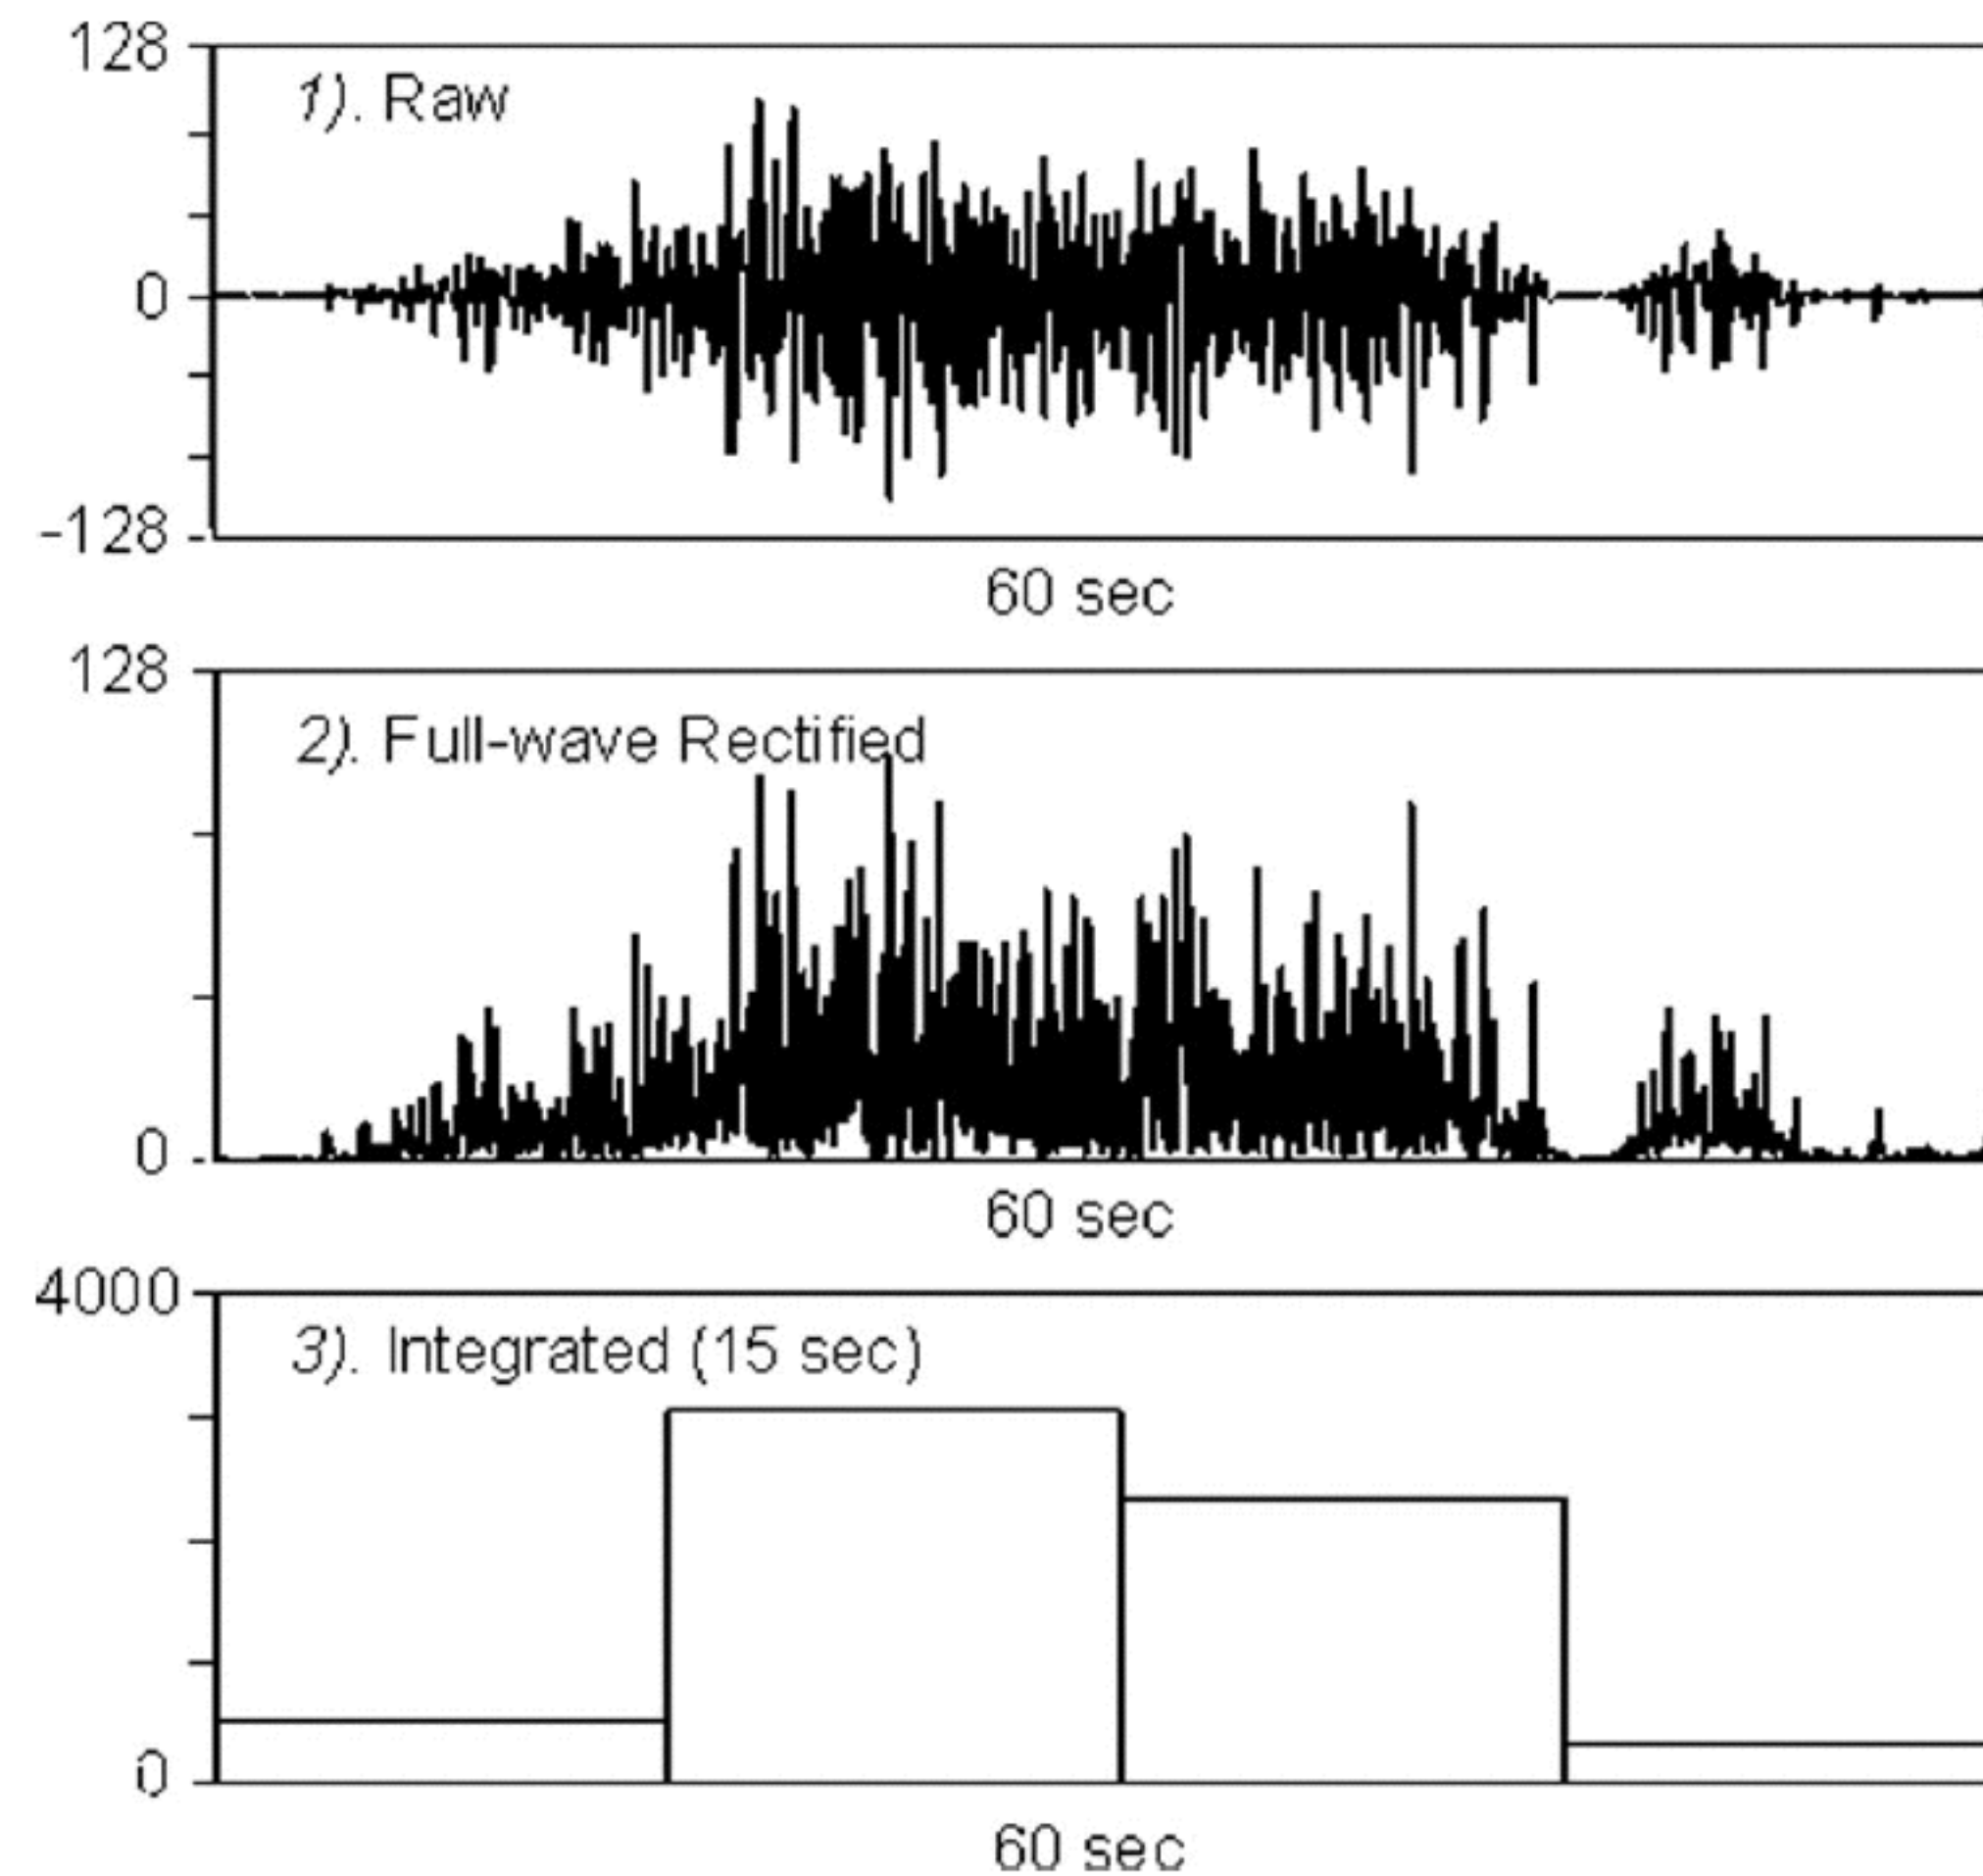 128
1). Raw
0
-128
60 sec
128
2). Full-wave Rectified
0
60 sec
4000
3). Integrated (15 sec)
0
60 sec